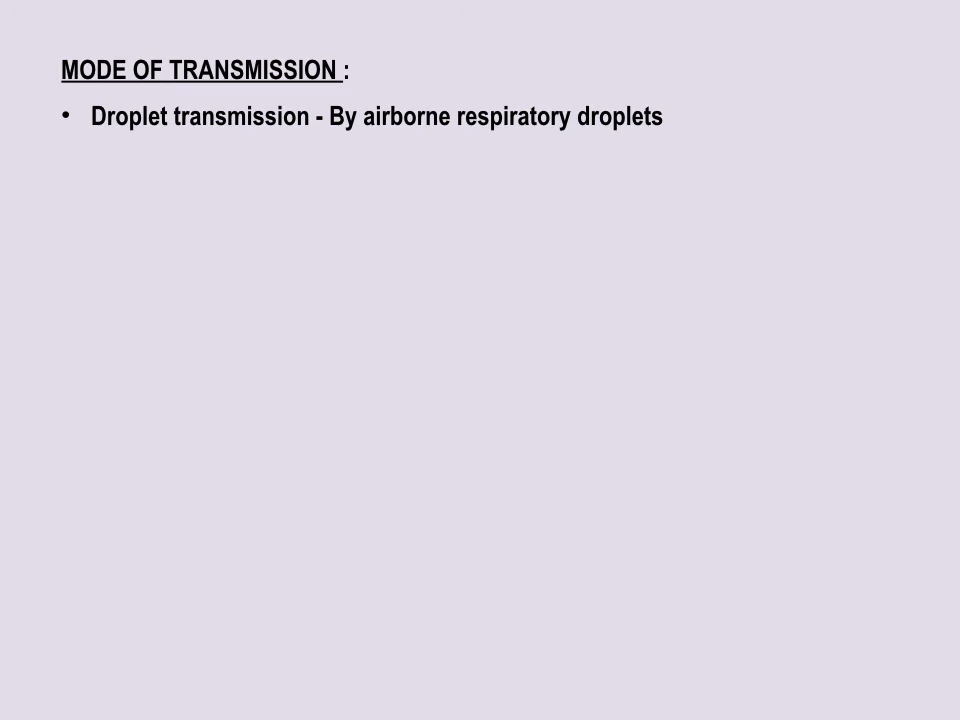 MODE OF TRANSMISSION :
• Droplet transmission - By airborne respiratory droplets